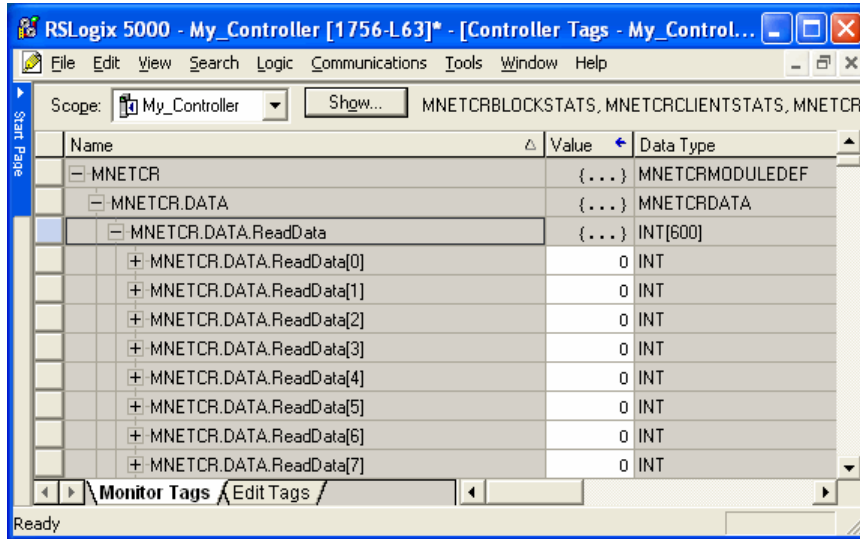 RSLogix 5000 - My_Controller [1756-L63]* - [Controller Tags - My_Control...
File Edit View Search Logic Communications Tools Window Help
Start Page
Scope: My_Controller Show... MNETCRBLOCKSTATS, MNETCRCLIENTSTATS, MNETCR
Name Value Data Type
MNETCR {...} MNETCRMODULEDEF
MNETCR.DATA {...} MNETCRDATA
MNETCR.DATA.ReadData {...} INT[600]
MNETCR.DATA.ReadData[0] 0 INT
MNETCR.DATA.ReadData[1] 0 INT
MNETCR.DATA.ReadData[2] 0 INT
MNETCR.DATA.ReadData[3] 0 INT
MNETCR.DATA.ReadData[4] 0 INT
MNETCR.DATA.ReadData[5] 0 INT
MNETCR.DATA.ReadData[6] 0 INT
MNETCR.DATA.ReadData[7] 0 INT
Monitor Tags Edit Tags
Ready